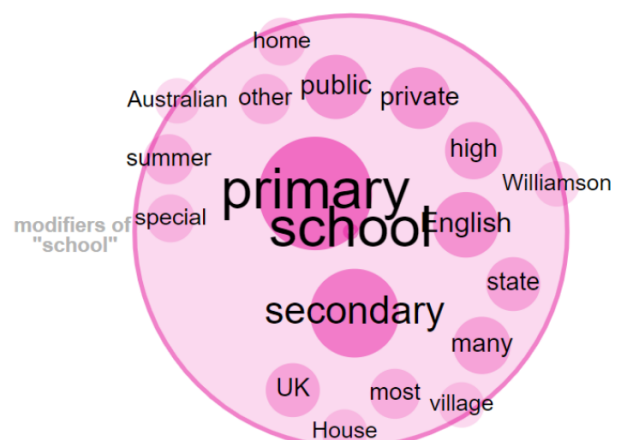 home
Australian
other
public
private
summer
high
Williamson
primary
special
school
English
modifiers of
"school"
state
secondary
many
UK
most
village
House